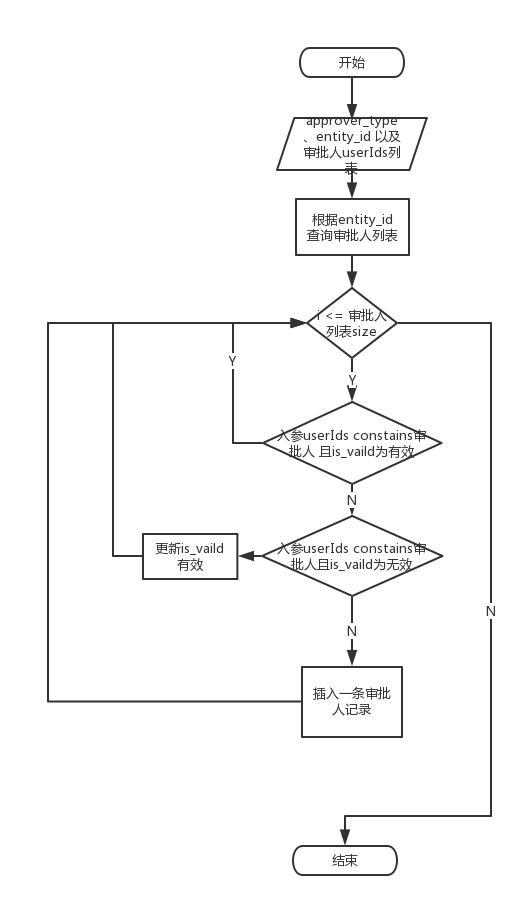 开始
approver_type
、entity_id 以及
审批人userIds列
表
根据entity_id
查询审批人列表
i <= 审批人
列表size
Y
Y
入参userIds constains审
批人 且is_vaild为有效
N
入参userIds constains审
批人且is_vaild为无效
更新is_vaild
有效
N
N
插入一条审批
人记录
结束